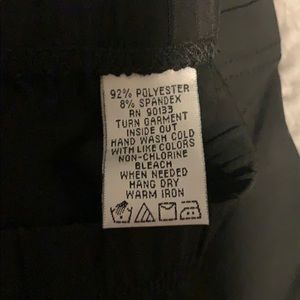 92% POLYESTER
8% SPANDEX
RN 90133
TURN GARMENT
INSIDE OUT
HAND WASH COLD
WITH LIKE COLORS
NON-CHLORINE
BLEACH
WHEN NEEDED
HANG DRY
WARM IRON